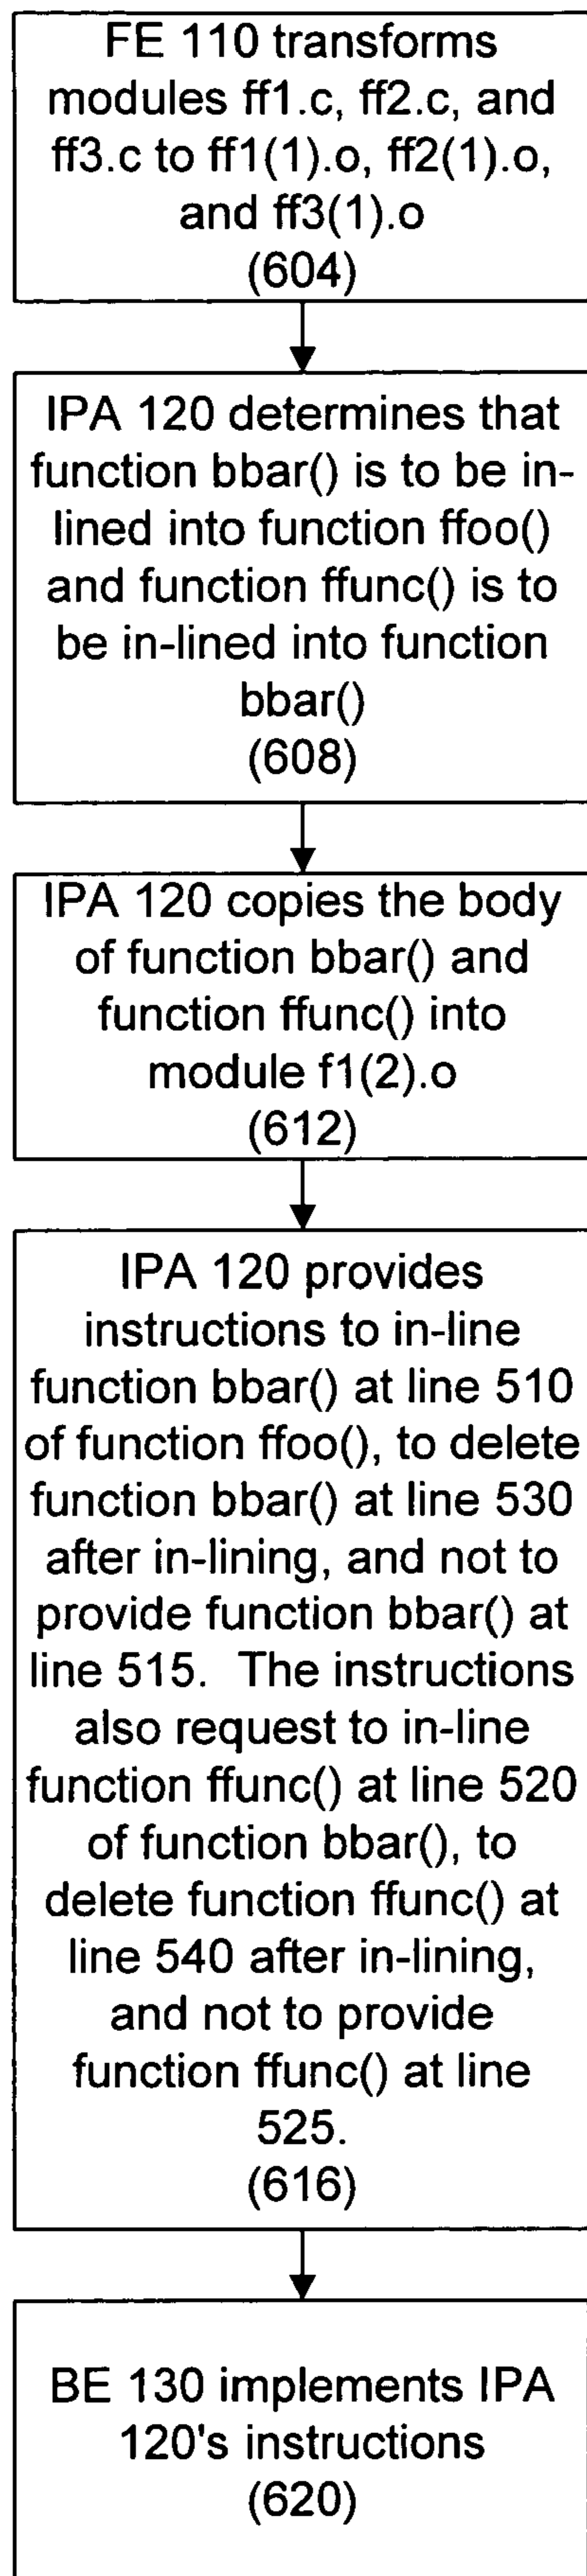 FE 110 transforms
modules ff1.c, ff2.c, and
ff3.c to ff1(1).o, ff2(1).o,
and ff3(1).o
(604)
IPA 120 determines that
function bbar() is to be in-
lined into function ffoo()
and function ffunc() is to
be in-lined into function
bbar()
(608)
IPA 120 copies the body
of function bbar() and
function ffunc() into
module f1(2).o
(612)
IPA 120 provides
instructions to in-line
function bbar() at line 510
of function ffoo(), to delete
function bbar() at line 530
after in-lining, and not to
provide function bbar() at
line 515.  The instructions
also request to in-line
function ffunc() at line 520
of function bbar(), to
delete function ffunc() at
line 540 after in-lining,
and not to provide
function ffunc() at line
525.
(616)
BE 130 implements IPA
120's instructions
(620)